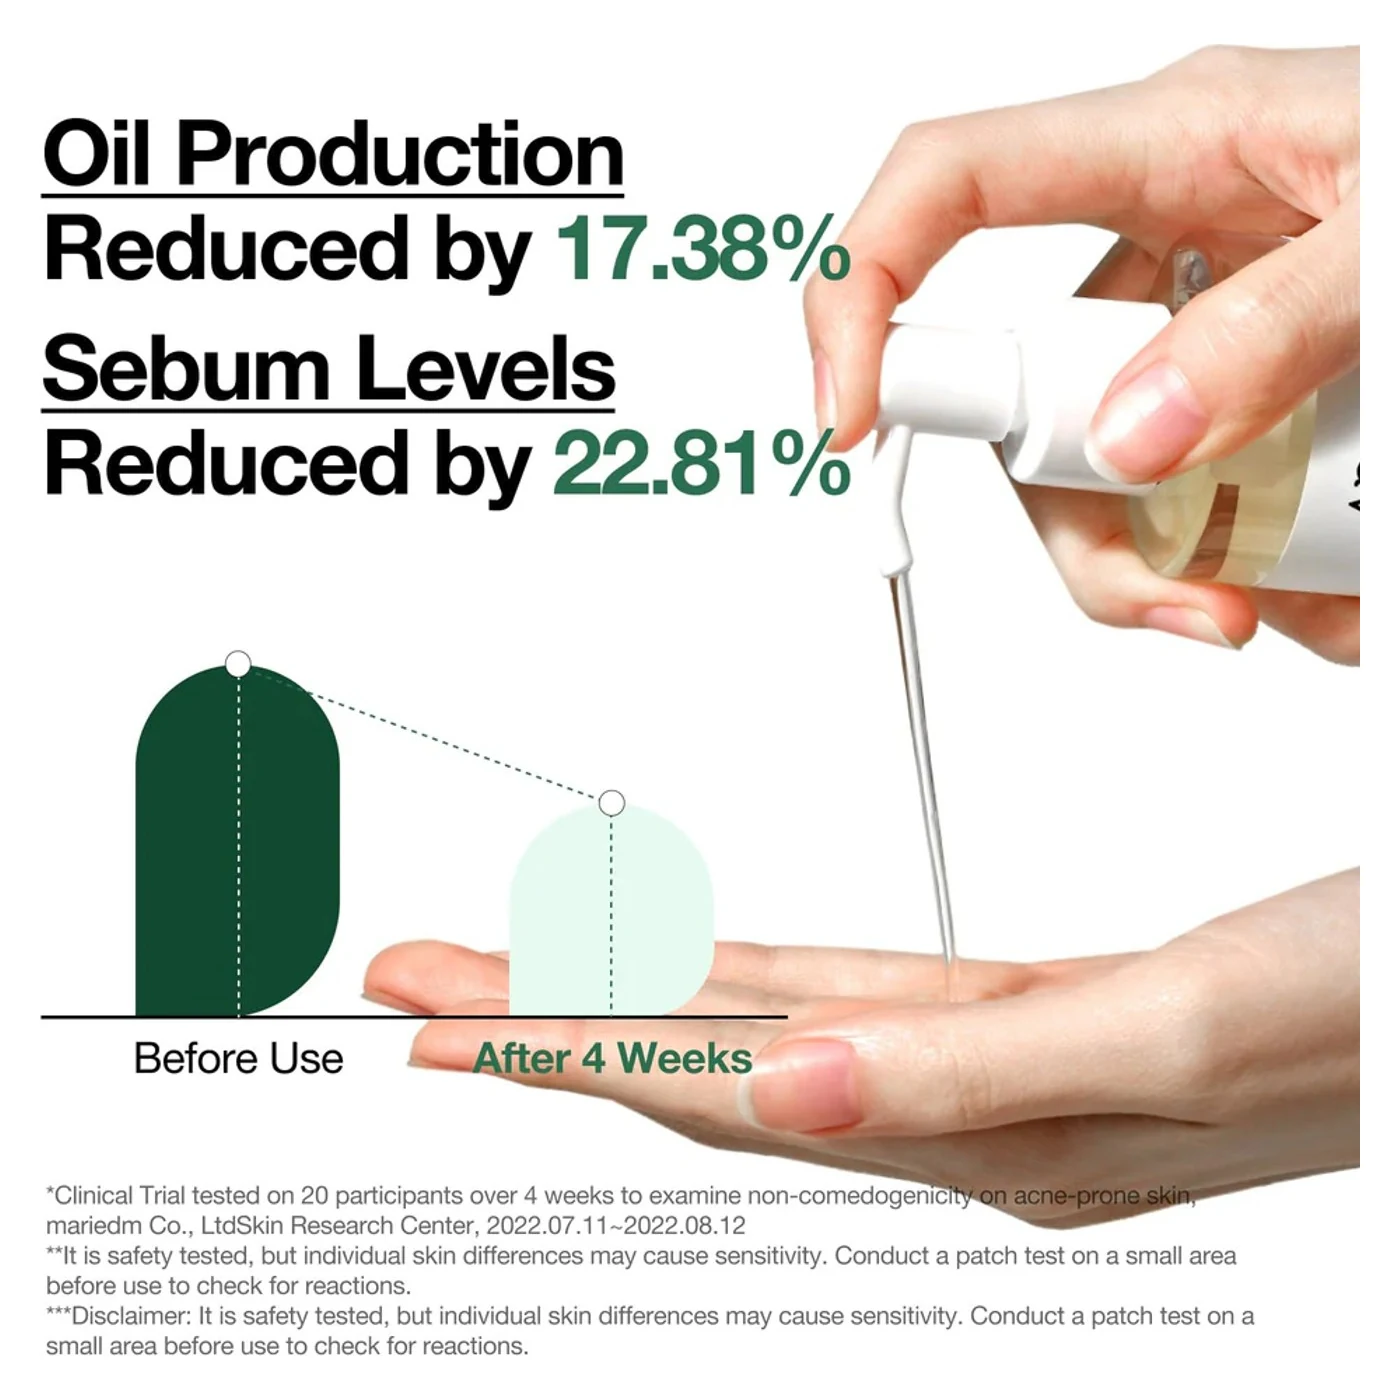 Oil Production
Reduced by 17.38%
Sebum Levels
Reduced by 22.81%
Before Use
After 4 Weeks
*Clinical Trial tested on 20 participants over 4 weeks to examine non-comedogenicity on acne-prone skin,
mariedm Co., LtdSkin Research Center, 2022.07.11~2022.08.12
**It is safety tested, but individual skin differences may cause sensitivity. Conduct a patch test on a small area
before use to check for reactions.
***Disclaimer: It is safety tested, but individual skin differences may cause sensitivity. Conduct a patch test on a
small area before use to check for reactions.